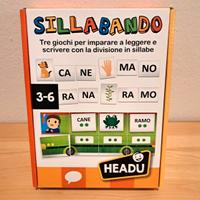 SILLABANDO
Tre giochi per imparare a leggere e
scrivere con la divisione in sillabe
CA NE MA NO
3-6 RA NA RA MO
CANE RAMO
HEADU